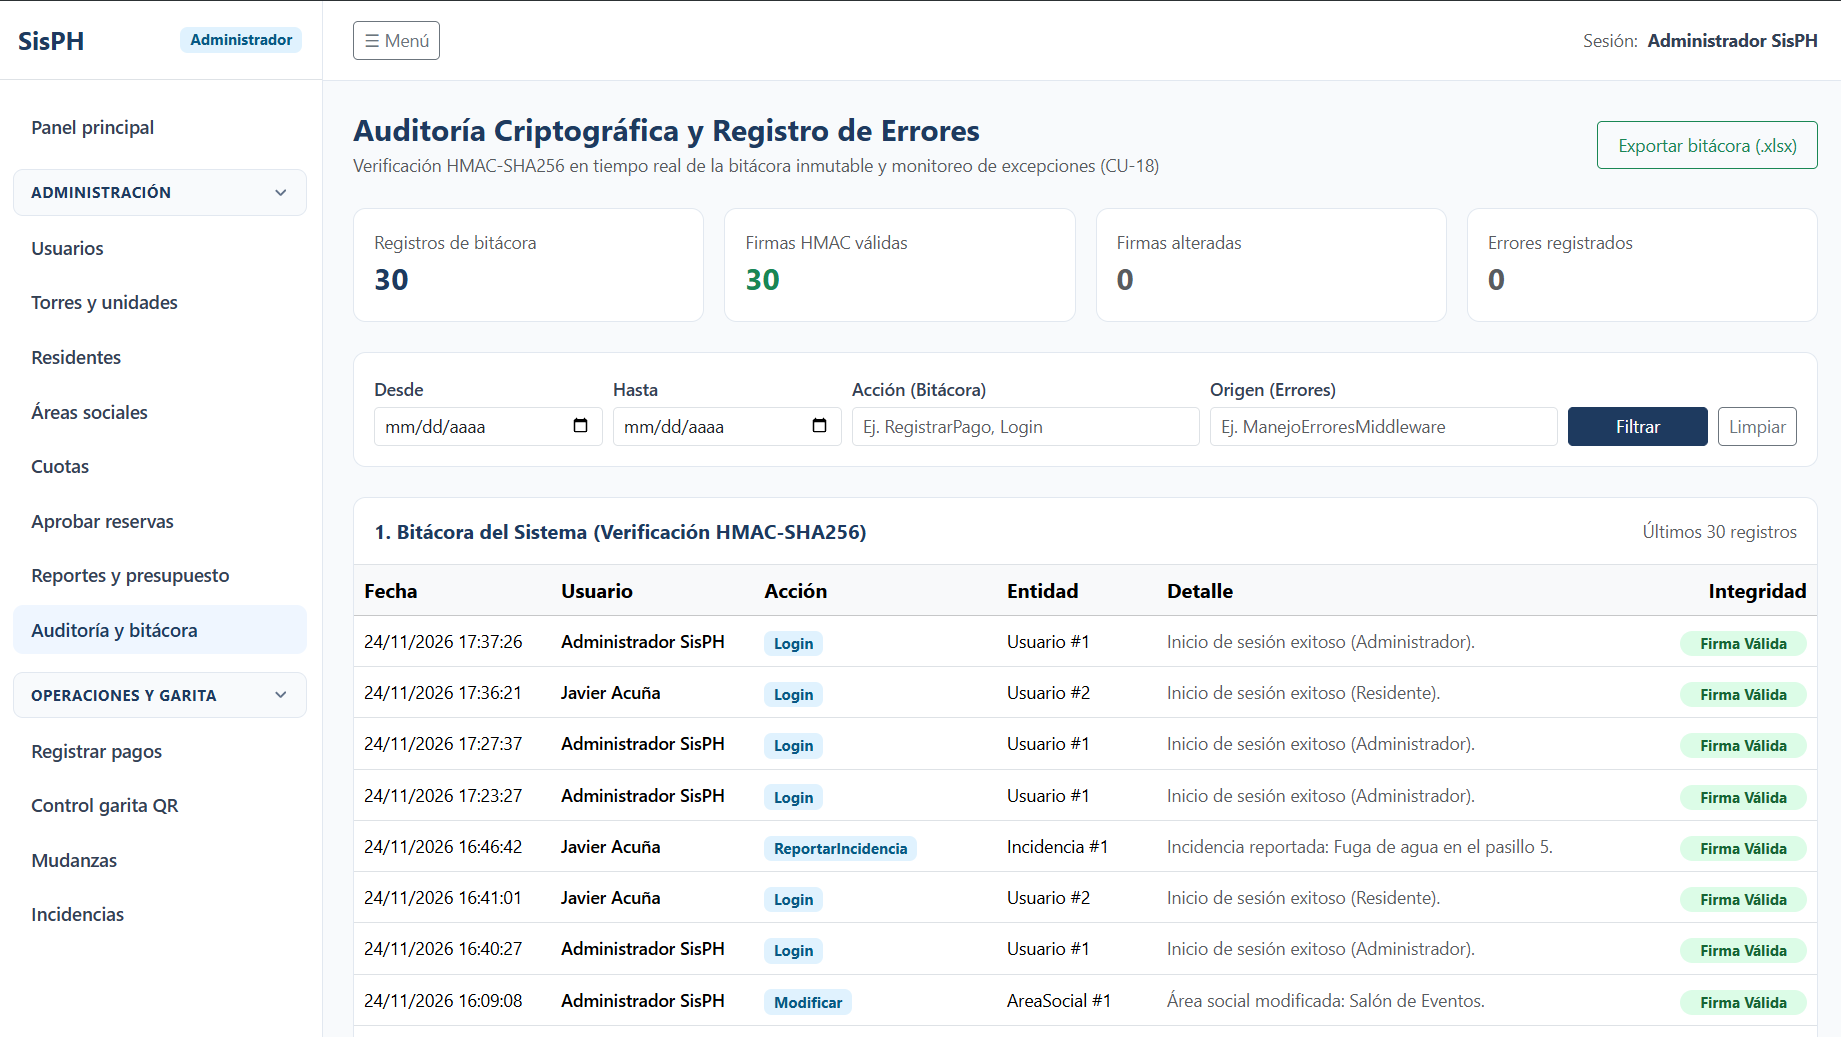 SisPH
Administrador
☰ Menú
Sesión: Administrador SisPH
Panel principal
ADMINISTRACIÓN
Usuarios
Torres y unidades
Residentes
Áreas sociales
Cuotas
Aprobar reservas
Reportes y presupuesto
Auditoría y bitácora
OPERACIONES Y GARITA
Registrar pagos
Control garita QR
Mudanzas
Incidencias
Auditoría Criptográfica y Registro de Errores
Verificación HMAC-SHA256 en tiempo real de la bitácora inmutable y monitoreo de excepciones (CU-18)
Exportar bitácora (.xlsx)
Registros de bitácora
30
Firmas HMAC válidas
30
Firmas alteradas
0
Errores registrados
0
Desde
mm/dd/aaaa
Hasta
mm/dd/aaaa
Acción (Bitácora)
Ej. RegistrarPago, Login
Origen (Errores)
Ej. ManejoErroresMiddleware
Filtrar
Limpiar
1. Bitácora del Sistema (Verificación HMAC-SHA256)
Últimos 30 registros
Fecha Usuario Acción Entidad Detalle Integridad
24/11/2026 17:37:26 Administrador SisPH Login Usuario #1 Inicio de sesión exitoso (Administrador). Firma Válida
24/11/2026 17:36:21 Javier Acuña Login Usuario #2 Inicio de sesión exitoso (Residente). Firma Válida
24/11/2026 17:27:37 Administrador SisPH Login Usuario #1 Inicio de sesión exitoso (Administrador). Firma Válida
24/11/2026 17:23:27 Administrador SisPH Login Usuario #1 Inicio de sesión exitoso (Administrador). Firma Válida
24/11/2026 16:46:42 Javier Acuña ReportarIncidencia Incidencia #1 Incidencia reportada: Fuga de agua en el pasillo 5. Firma Válida
24/11/2026 16:41:01 Javier Acuña Login Usuario #2 Inicio de sesión exitoso (Residente). Firma Válida
24/11/2026 16:40:27 Administrador SisPH Login Usuario #1 Inicio de sesión exitoso (Administrador). Firma Válida
24/11/2026 16:09:08 Administrador SisPH Modificar AreaSocial #1 Área social modificada: Salón de Eventos. Firma Válida